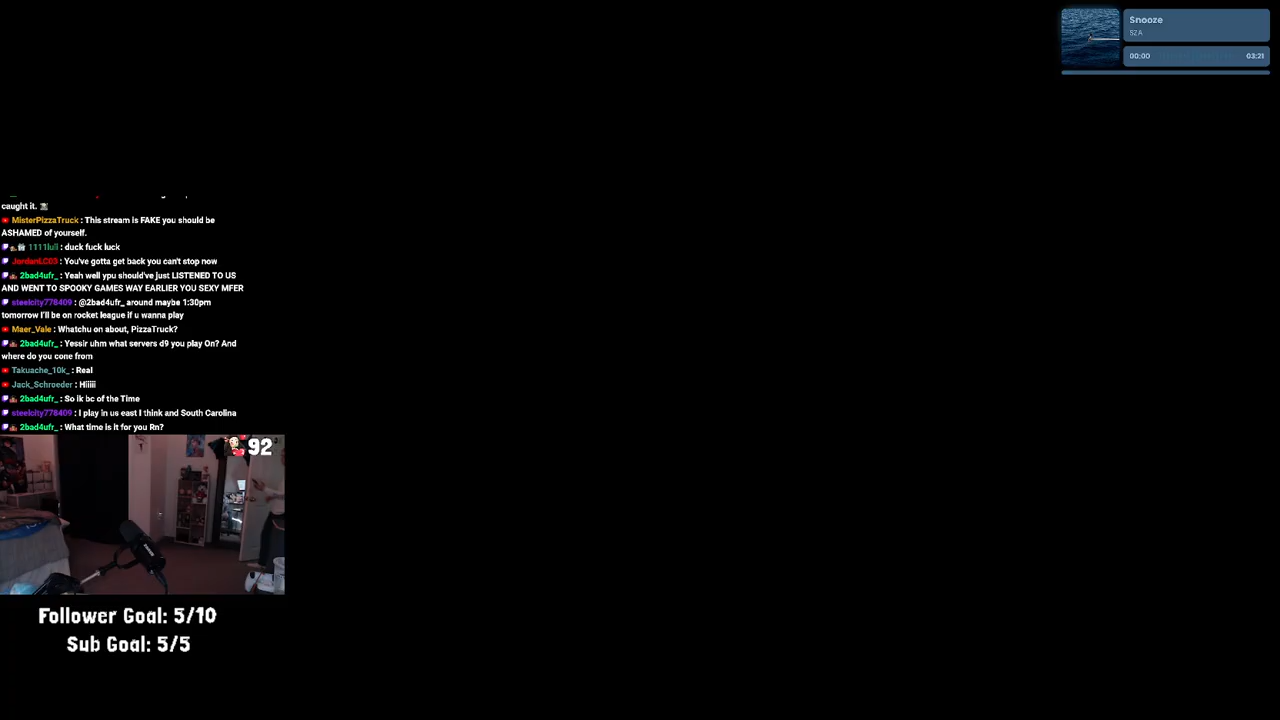 Snooze
SZA
00:00 03:21
caught it.
MisterPizzaTruck : This stream is FAKE you should be
ASHAMED of yourself.
1111luli : duck fuck luck
JordanLC03 : You've gotta get back you can't stop now
2bad4ufr_ : Yeah well ypu should've just LISTENED TO US
AND WENT TO SPOOKY GAMES WAY EARLIER YOU SEXY MFER
steelcity778409 : @2bad4ufr_ around maybe 1:30pm
tomorrow I'll be on rocket league if u wanna play
Maer_Vale : Whatchu on about, PizzaTruck?
2bad4ufr_ : Yessir uhm what servers d9 you play On? And
where do you come from
Takuache_10k_ : Real
Jack_Schroeder : Hiiiii
2bad4ufr_ : So ik bc of the Time
steelcity778409 : I play in us east I think and South Carolina
2bad4ufr_ : What time is it for you Rn?
92
Follower Goal: 5/10
Sub Goal: 5/5